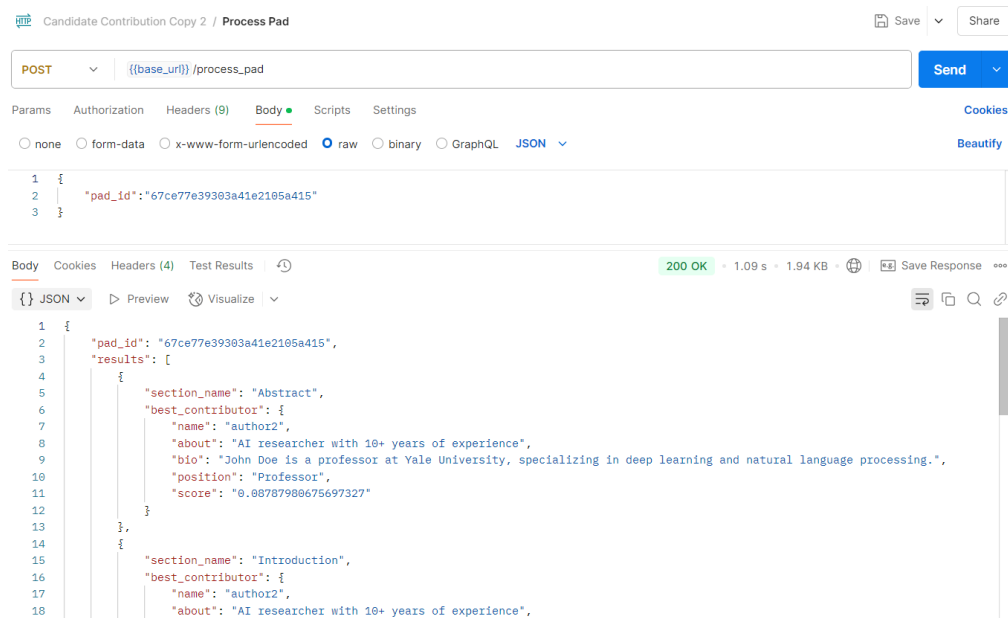 HTTP Candidate Contribution Copy 2 / Process Pad Save Share
POST {{base_url}} /process_pad Send
Params Authorization Headers (9) Body Scripts Settings Cookies
none form-data x-www-form-urlencoded raw binary GraphQL JSON Beautify
1 {
2 "pad_id":"67ce77e39303a41e2105a415"
3 }
Body Cookies Headers (4) Test Results 200 OK 1.09 s 1.94 KB e.g. Save Response
{} JSON Preview Visualize
1 {
2 "pad_id": "67ce77e39303a41e2105a415",
3 "results": [
4 {
5 "section_name": "Abstract",
6 "best_contributor": {
7 "name": "author2",
8 "about": "AI researcher with 10+ years of experience",
9 "bio": "John Doe is a professor at Yale University, specializing in deep learning and natural language processing.",
10 "position": "Professor",
11 "score": "0.08787980675697327"
12 }
13 },
14 {
15 "section_name": "Introduction",
16 "best_contributor": {
17 "name": "author2",
18 "about": "AI researcher with 10+ years of experience",